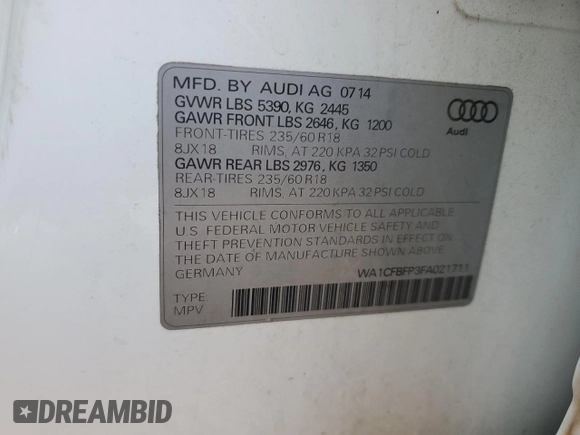 MFD. BY AUDI AG 07 14
GVWR LBS 5390, KG 2445
GAWR FRONT LBS 2646, KG 1200
FRONT-TIRES 235/60 R18
8JX18 RIMS, AT 220 KPA 32 PSI COLD
GAWR REAR LBS 2976, KG 1350
REAR-TIRES 235/60 R18
8JX18 RIMS, AT 220 KPA 32 PSI COLD
Audi
THIS VEHICLE CONFORMS TO ALL APPLICABLE
U.S. FEDERAL MOTOR VEHICLE SAFETY AND
THEFT PREVENTION STANDARDS IN EFFECT ON
THE DATE OF MANUFACTURE SHOWN ABOVE.
GERMANY
WA1CFBFP3FA021711
TYPE
MPV
DREAMBID